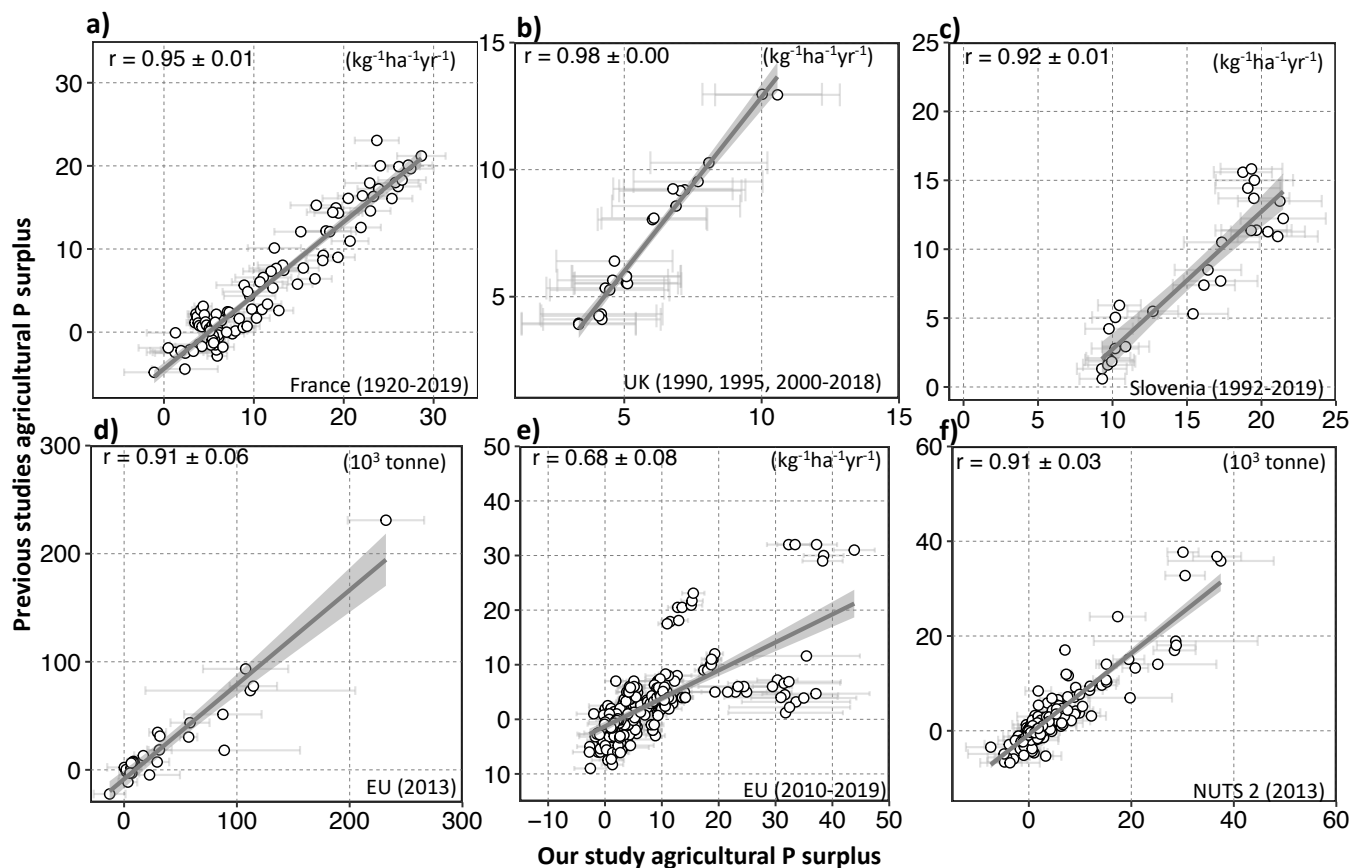 a)
r = 0.95 ± 0.01
(kg⁻¹ha⁻¹yr⁻¹)
30
20
10
0
France (1920-2019)
0
10
20
30
b)
r = 0.98 ± 0.00
(kg⁻¹ha⁻¹yr⁻¹)
15
10
5
UK (1990, 1995, 2000-2018)
5
10
15
c)
r = 0.92 ± 0.01
(kg⁻¹ha⁻¹yr⁻¹)
25
20
15
10
5
0
Slovenia (1992-2019)
0
5
10
15
20
25
Previous studies agricultural P surplus
d)
r = 0.91 ± 0.06
(10³ tonne)
300
200
100
0
EU (2013)
0
100
200
300
e)
r = 0.68 ± 0.08
(kg⁻¹ha⁻¹yr⁻¹)
50
40
30
20
10
0
10
EU (2010-2019)
−10
0
10
20
30
40
50
f)
r = 0.91 ± 0.03
(10³ tonne)
60
40
20
0
NUTS 2 (2013)
0
20
40
60
Our study agricultural P surplus